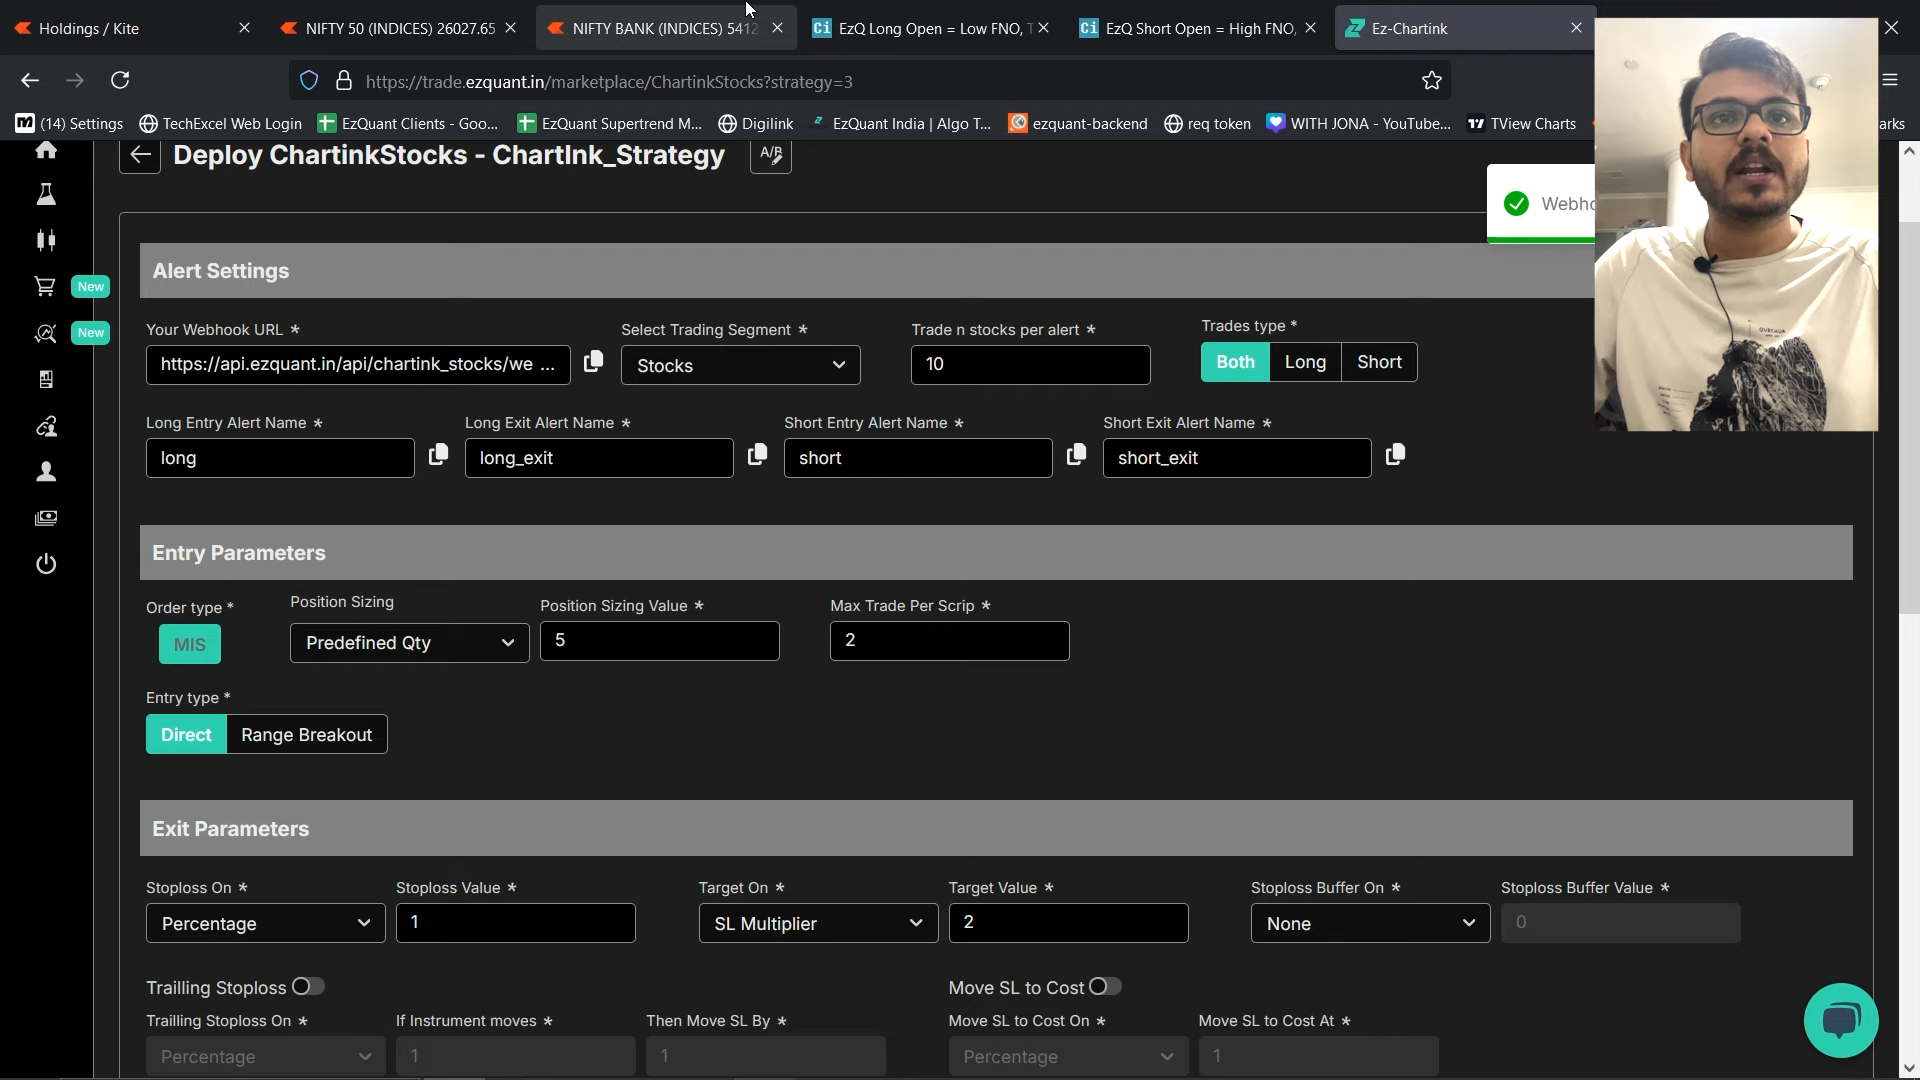 Holdings / Kite
NIFTY 50 (INDICES) 26027.65
NIFTY BANK (INDICES) 5412
EzQ Long Open = Low FNO, T
EzQ Short Open = High FNO,
Ez-Chartink
https://trade.ezquant.in/marketplace/ChartinkStocks?strategy=3
(14) Settings
TechExcel Web Login
EzQuant Clients - Goo...
EzQuant Supertrend M...
Digilink
EzQuant India | Algo T...
ezquant-backend
req token
WITH JONA - YouTube...
TView Charts
arks
Deploy ChartinkStocks - ChartInk_Strategy
Webho
New
New
Alert Settings
Your Webhook URL *
Select Trading Segment *
Trade n stocks per alert *
Trades type *
https://api.ezquant.in/api/chartink_stocks/we ...
Stocks
10
Both
Long
Short
Long Entry Alert Name *
Long Exit Alert Name *
Short Entry Alert Name *
Short Exit Alert Name *
long
long_exit
short
short_exit
Entry Parameters
Order type *
Position Sizing
Position Sizing Value *
Max Trade Per Scrip *
MIS
Predefined Qty
5
2
Entry type *
Direct
Range Breakout
Exit Parameters
Stoploss On *
Stoploss Value *
Target On *
Target Value *
Stoploss Buffer On *
Stoploss Buffer Value *
Percentage
1
SL Multiplier
2
None
0
Trailling Stoploss
Move SL to Cost
Trailling Stoploss On *
If Instrument moves *
Then Move SL By *
Move SL to Cost On *
Move SL to Cost At *
Percentage
1
1
Percentage
1